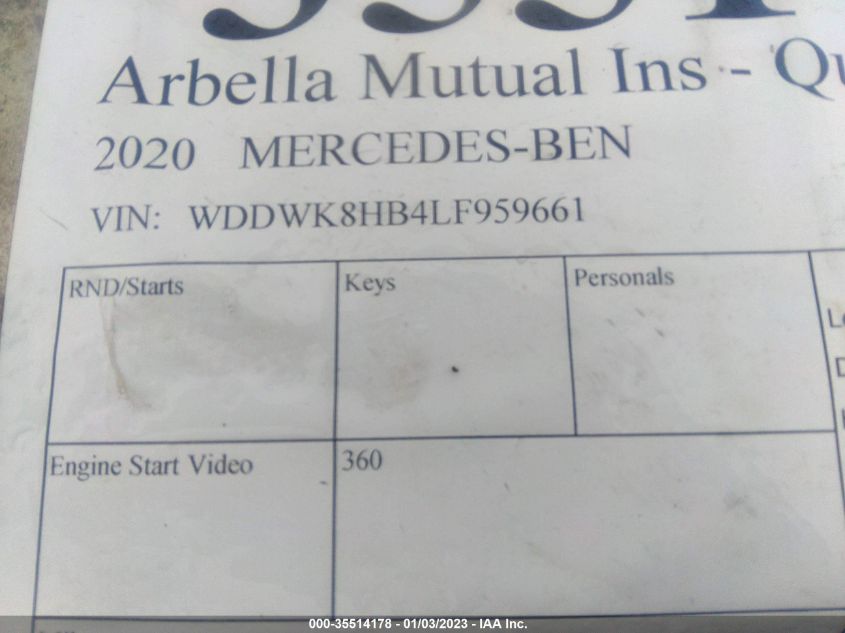 Arbella Mutual Ins - Qu
2020 MERCEDES-BEN
VIN: WDDWK8HB4LF959661
RND/Starts
Keys
Personals
Engine Start Video
360
000-35514178 - 01/03/2023 - IAA Inc.